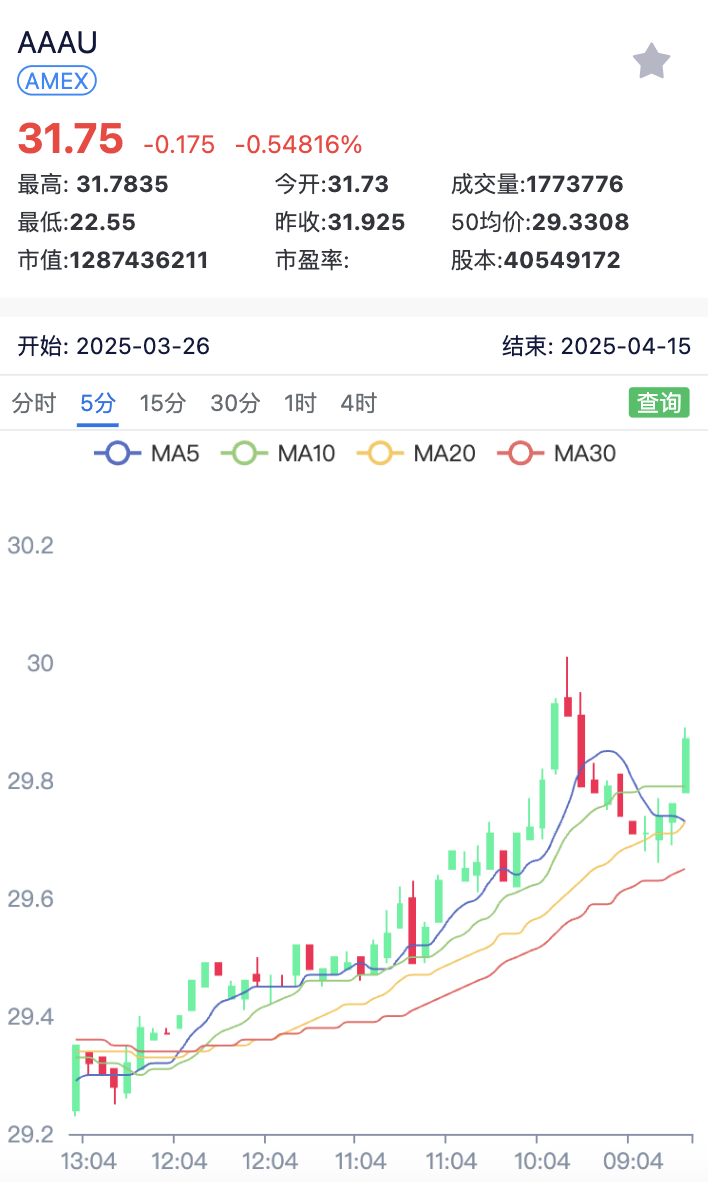 AAAU
AMEX
31.75 -0.175 -0.54816%
最高: 31.7835 今开:31.73 成交量:1773776
最低:22.55 昨收:31.925 50均价:29.3308
市值:1287436211 市盈率: 股本:40549172
开始: 2025-03-26 结束: 2025-04-15
分时 5分 15分 30分 1时 4时 查询
MA5 MA10 MA20 MA30
30.2
30
29.8
29.6
29.4
29.2
13:04 12:04 12:04 11:04 11:04 10:04 09:04